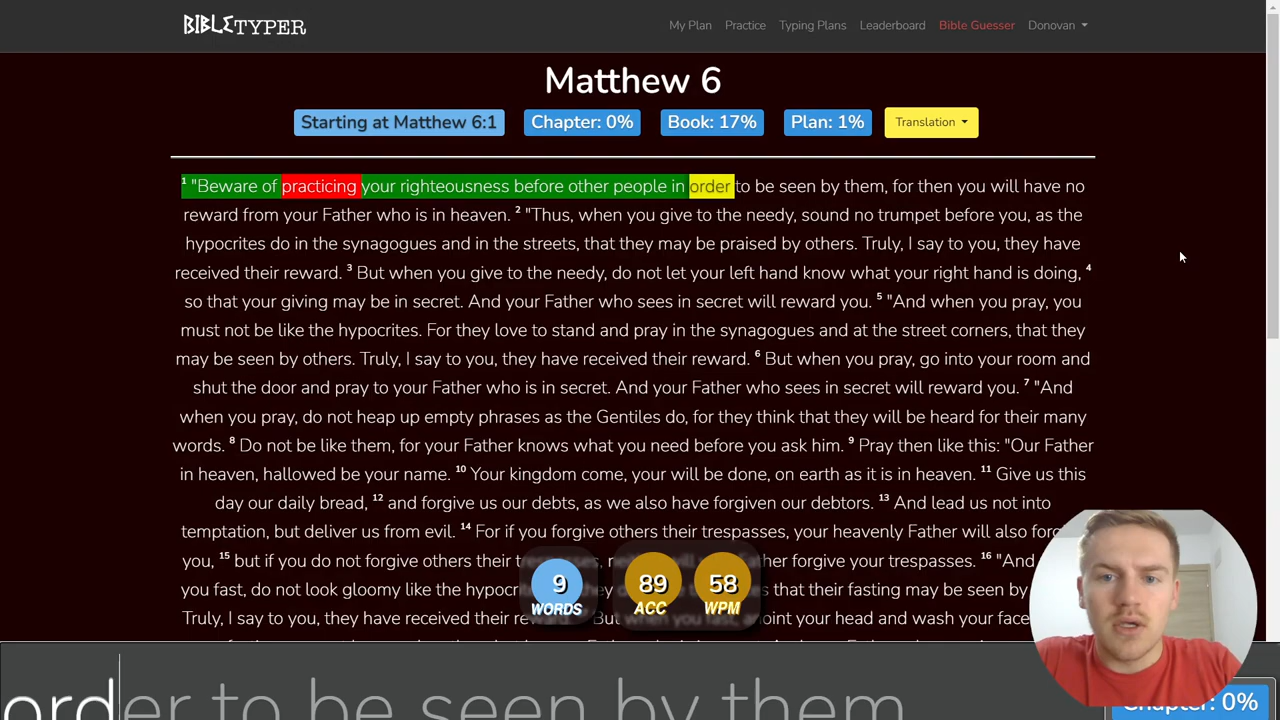 BIBLETYPER
My Plan Practice Typing Plans Leaderboard Bible Guesser Donovan
Matthew 6
Starting at Matthew 6:1 Chapter: 0% Book: 17% Plan: 1% Translation
1 "Beware of practicing your righteousness before other people in order to be seen by them, for then you will have no
reward from your Father who is in heaven. 2 "Thus, when you give to the needy, sound no trumpet before you, as the
hypocrites do in the synagogues and in the streets, that they may be praised by others. Truly, I say to you, they have
received their reward. 3 But when you give to the needy, do not let your left hand know what your right hand is doing, 4
so that your giving may be in secret. And your Father who sees in secret will reward you. 5 "And when you pray, you
must not be like the hypocrites. For they love to stand and pray in the synagogues and at the street corners, that they
may be seen by others. Truly, I say to you, they have received their reward. 6 But when you pray, go into your room and
shut the door and pray to your Father who is in secret. And your Father who sees in secret will reward you. 7 "And
when you pray, do not heap up empty phrases as the Gentiles do, for they think that they will be heard for their many
words. 8 Do not be like them, for your Father knows what you need before you ask him. 9 Pray then like this: "Our Father
in heaven, hallowed be your name. 10 Your kingdom come, your will be done, on earth as it is in heaven. 11 Give us this
day our daily bread, 12 and forgive us our debts, as we also have forgiven our debtors. 13 And lead us not into
temptation, but deliver us from evil. 14 For if you forgive others their trespasses, your heavenly Father will also
you, 15 but if you do not forgive others their forgive your trespasses. 16 "And
you fast, do not look gloomy like the that their fasting may be seen by
Truly, I say to you, they have received their anoint your head and wash your face
9 WORDS 89 ACC 58 WPM
order to be seen by them
Chapter: 0%